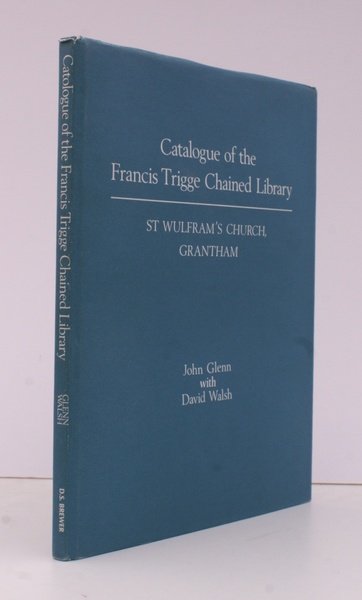 Catalogue of the
Francis Trigge Chained Library
ST WULFRAM'S CHURCH,
GRANTHAM
John Glenn
with
David Walsh
Catologue of the Francis Trigge Chained Library
GLENN
WALSH
D.S. BREWER